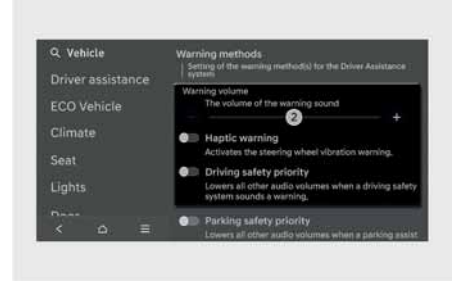 Vehicle
Driver assistance
ECO Vehicle
Climate
Seat
Lights
Door
Warning methods
Setting of the warning method(s) for the Driver Assistance
system
Warning volume
The volume of the warning sound
- 2 +
Haptic warning
Activates the steering wheel vibration warning.
Driving safety priority
Lowers all other audio volumes when a driving safety
system sounds a warning.
Parking safety priority
Lowers all other audio volumes when a parking assist